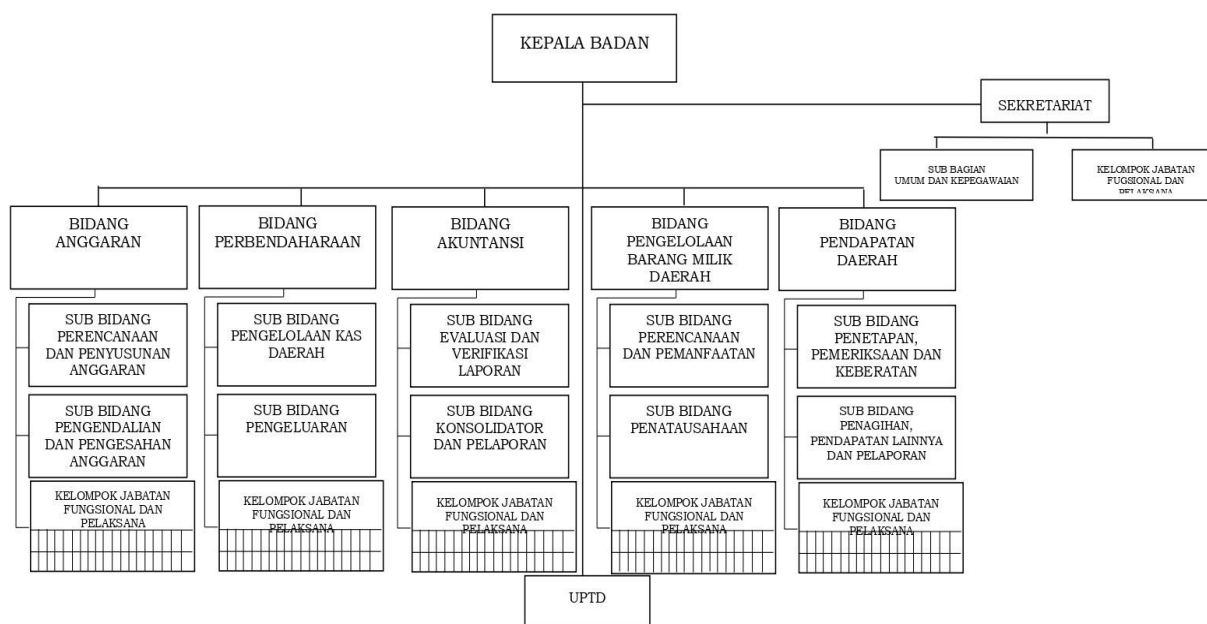 KEPALA BADAN
SEKRETARIAT
SUB BAGIAN
UMUM DAN KEPEGAWAIAN
KELOMPOK JABATAN
FUGSIONAL DAN
PELAKSANA
BIDANG
ANGGARAN
BIDANG
PERBENDAHARAAN
BIDANG
AKUNTANSI
BIDANG
PENGELOLAAN
BARANG MILIK
DAERAH
BIDANG
PENDAPATAN
DAERAH
SUB BIDANG
PERENCANAAN
DAN PENYUSUNAN
ANGGARAN
SUB BIDANG
PENGELOLAAN KAS
DAERAH
SUB BIDANG
EVALUASI DAN
VERIFIKASI
LAPORAN
SUB BIDANG
PERENCANAAN
DAN PEMANFAATAN
SUB BIDANG
PENETAPAN,
PEMERIKSAAN DAN
KEBERATAN
SUB BIDANG
PENGENDALIAN
DAN PENGESAHAN
ANGGARAN
SUB BIDANG
PENGELUARAN
SUB BIDANG
KONSOLIDATOR
DAN PELAPORAN
SUB BIDANG
PENATAUSAHAAN
SUB BIDANG
PENAGIHAN,
PENDAPATAN LAINNYA
DAN PELAPORAN
KELOMPOK JABATAN
FUNGSIONAL DAN
PELAKSANA
KELOMPOK JABATAN
FUNGSIONAL DAN
PELAKSANA
KELOMPOK JABATAN
FUNGSIONAL DAN
PELAKSANA
KELOMPOK JABATAN
FUNGSIONAL DAN
PELAKSANA
KELOMPOK JABATAN
FUNGSIONAL DAN
PELAKSANA
UPTD